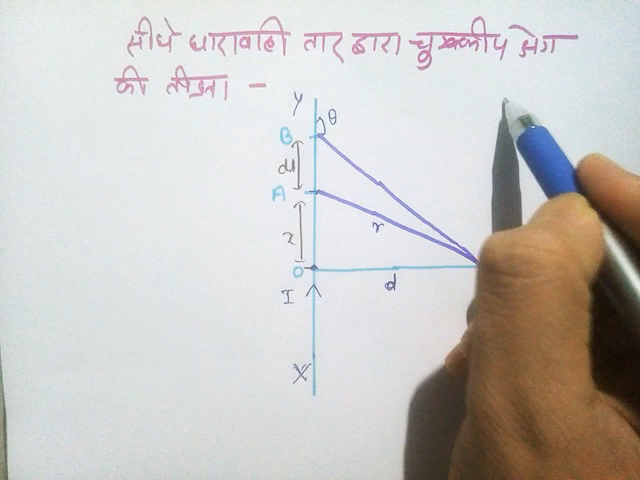 सीधे धारावाही तार द्वारा चुम्बकीय क्षेत्र
की तीव्रता -
Y
θ
B
dl
A
x
r
O
I
d
X